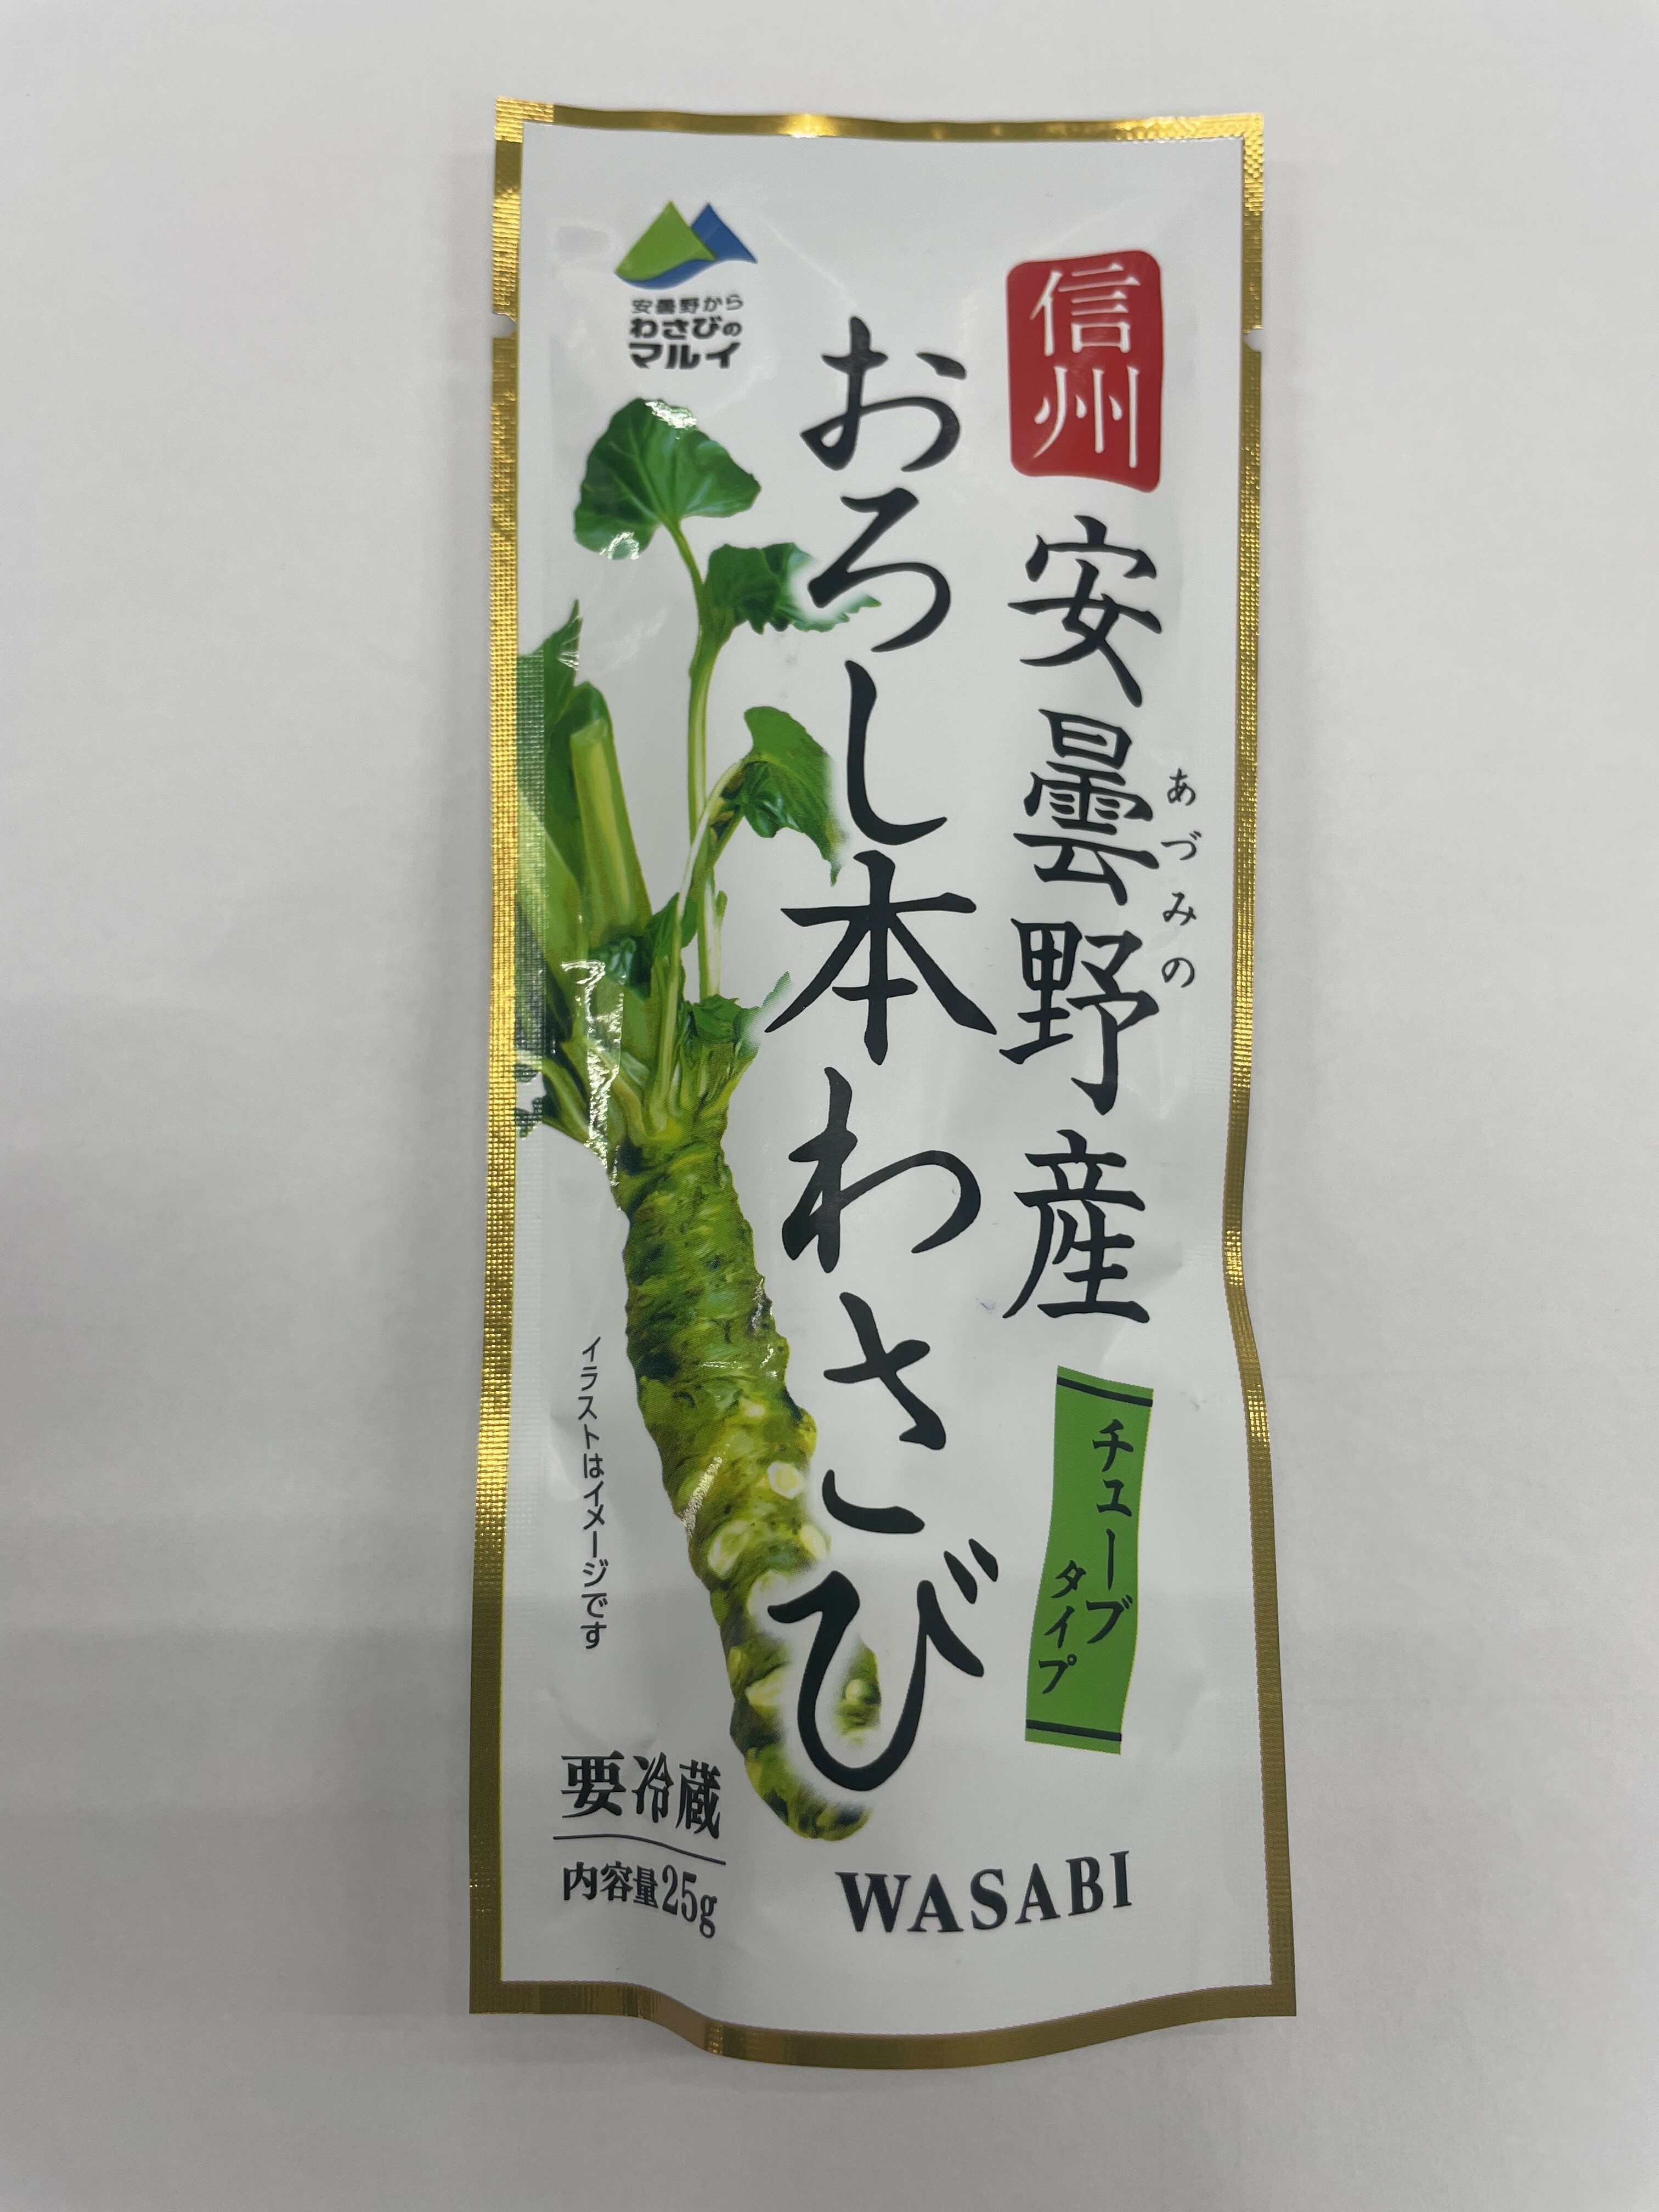 安曇野から
わさびの
マルイ
信州
安曇野産
あづみの
チューブ
タイプ
おろし本わさび
イラストはイメージです
要冷蔵
内容量25g
WASABI